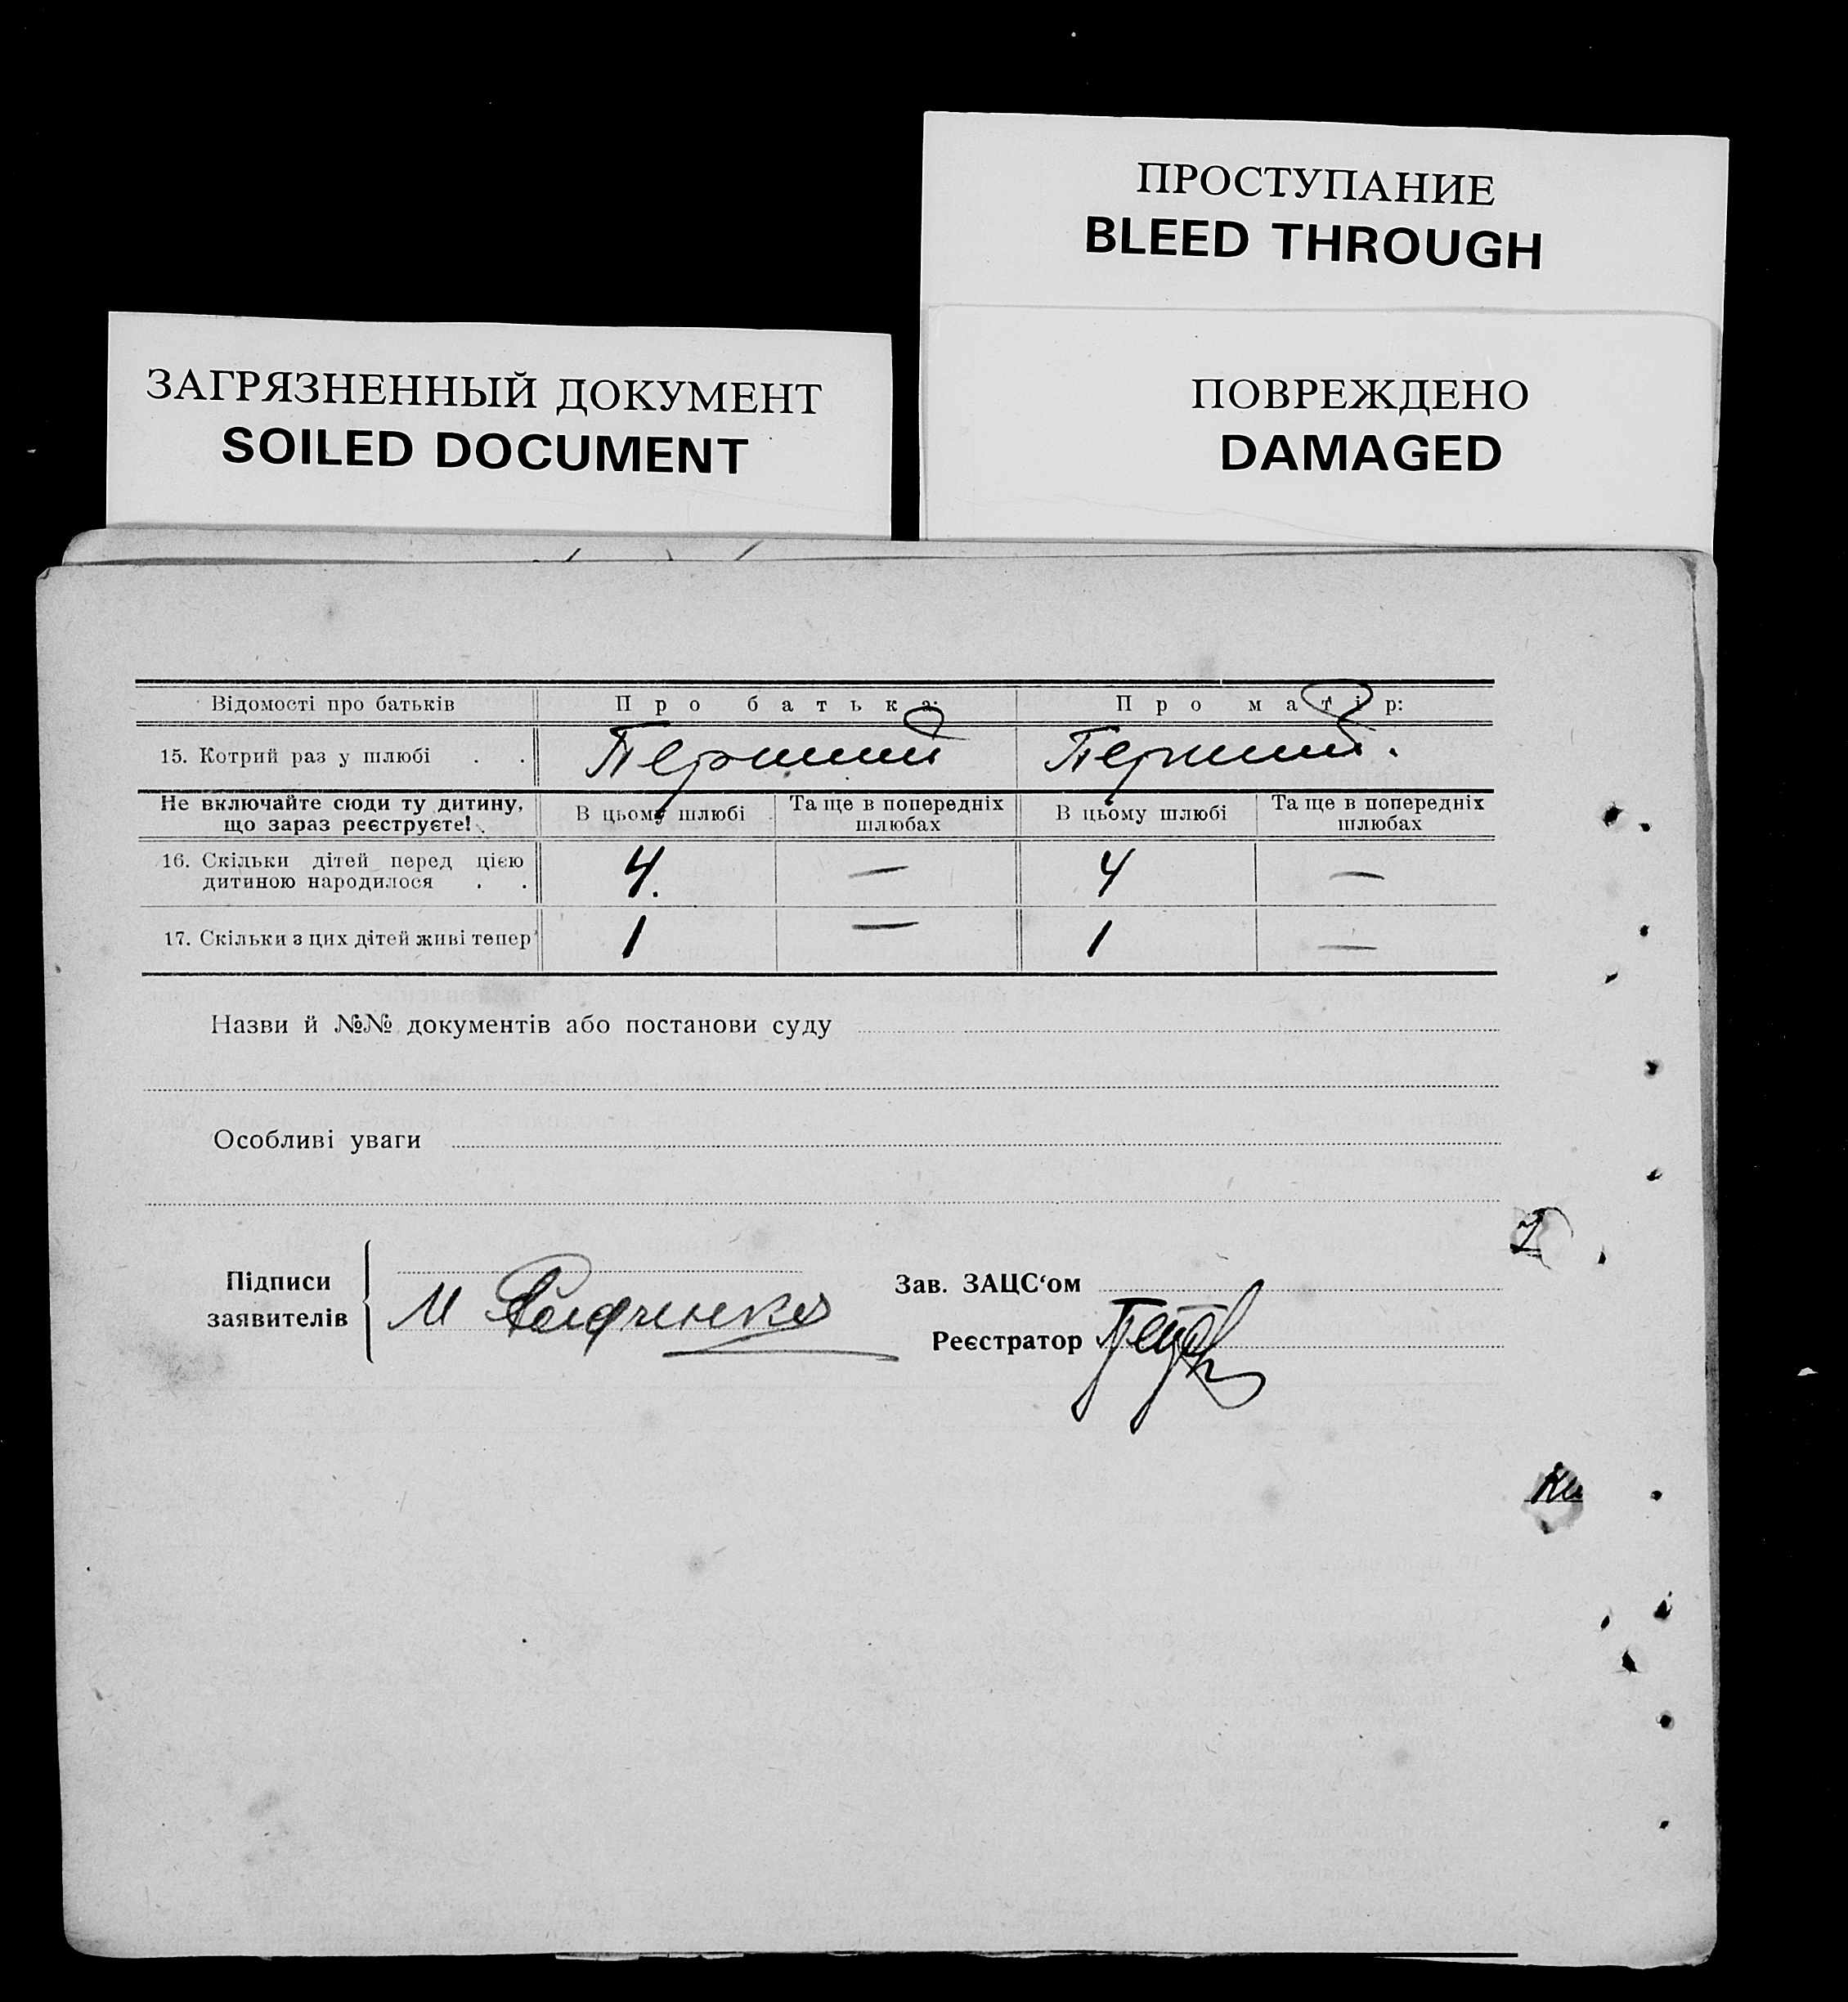 ПРОСТУПАНИЕ
BLEED THROUGH
ЗАГРЯЗНЕННЫЙ ДОКУМЕНТ
SOILED DOCUMENT
ПОВРЕЖДЕНО
DAMAGED
Відомості про батьків Про батька: Про матір:
15. Котрий раз у шлюбі . . Перший Перший.
Не включайте сюди ту дитину, що зараз реєструєте! В цьому шлюбі Та ще в попередніх шлюбах В цьому шлюбі Та ще в попередніх шлюбах
16. Скільки дітей перед цією дитиною народилося . . 4. — 4 —
17. Скільки з цих дітей живі тепер 1 — 1 —
Назви й №№ документів або постанови суду
Особливі уваги
Підписи заявителів М
Зав. ЗАЦС‘ом
Реєстратор